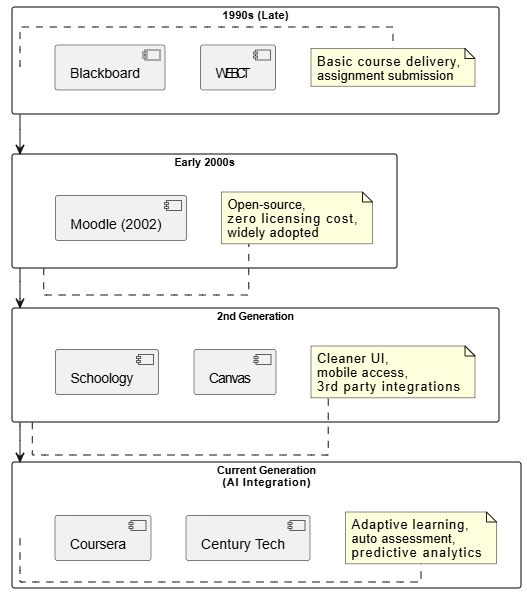 1990s (Late)
Blackboard
WEBCT
Basic course delivery,
assignment submission
Early 2000s
Moodle (2002)
Open-source,
zero licensing cost,
widely adopted
2nd Generation
Schoology
Canvas
Cleaner UI,
mobile access,
3rd party integrations
Current Generation
(AI Integration)
Coursera
Century Tech
Adaptive learning,
auto assessment,
predictive analytics